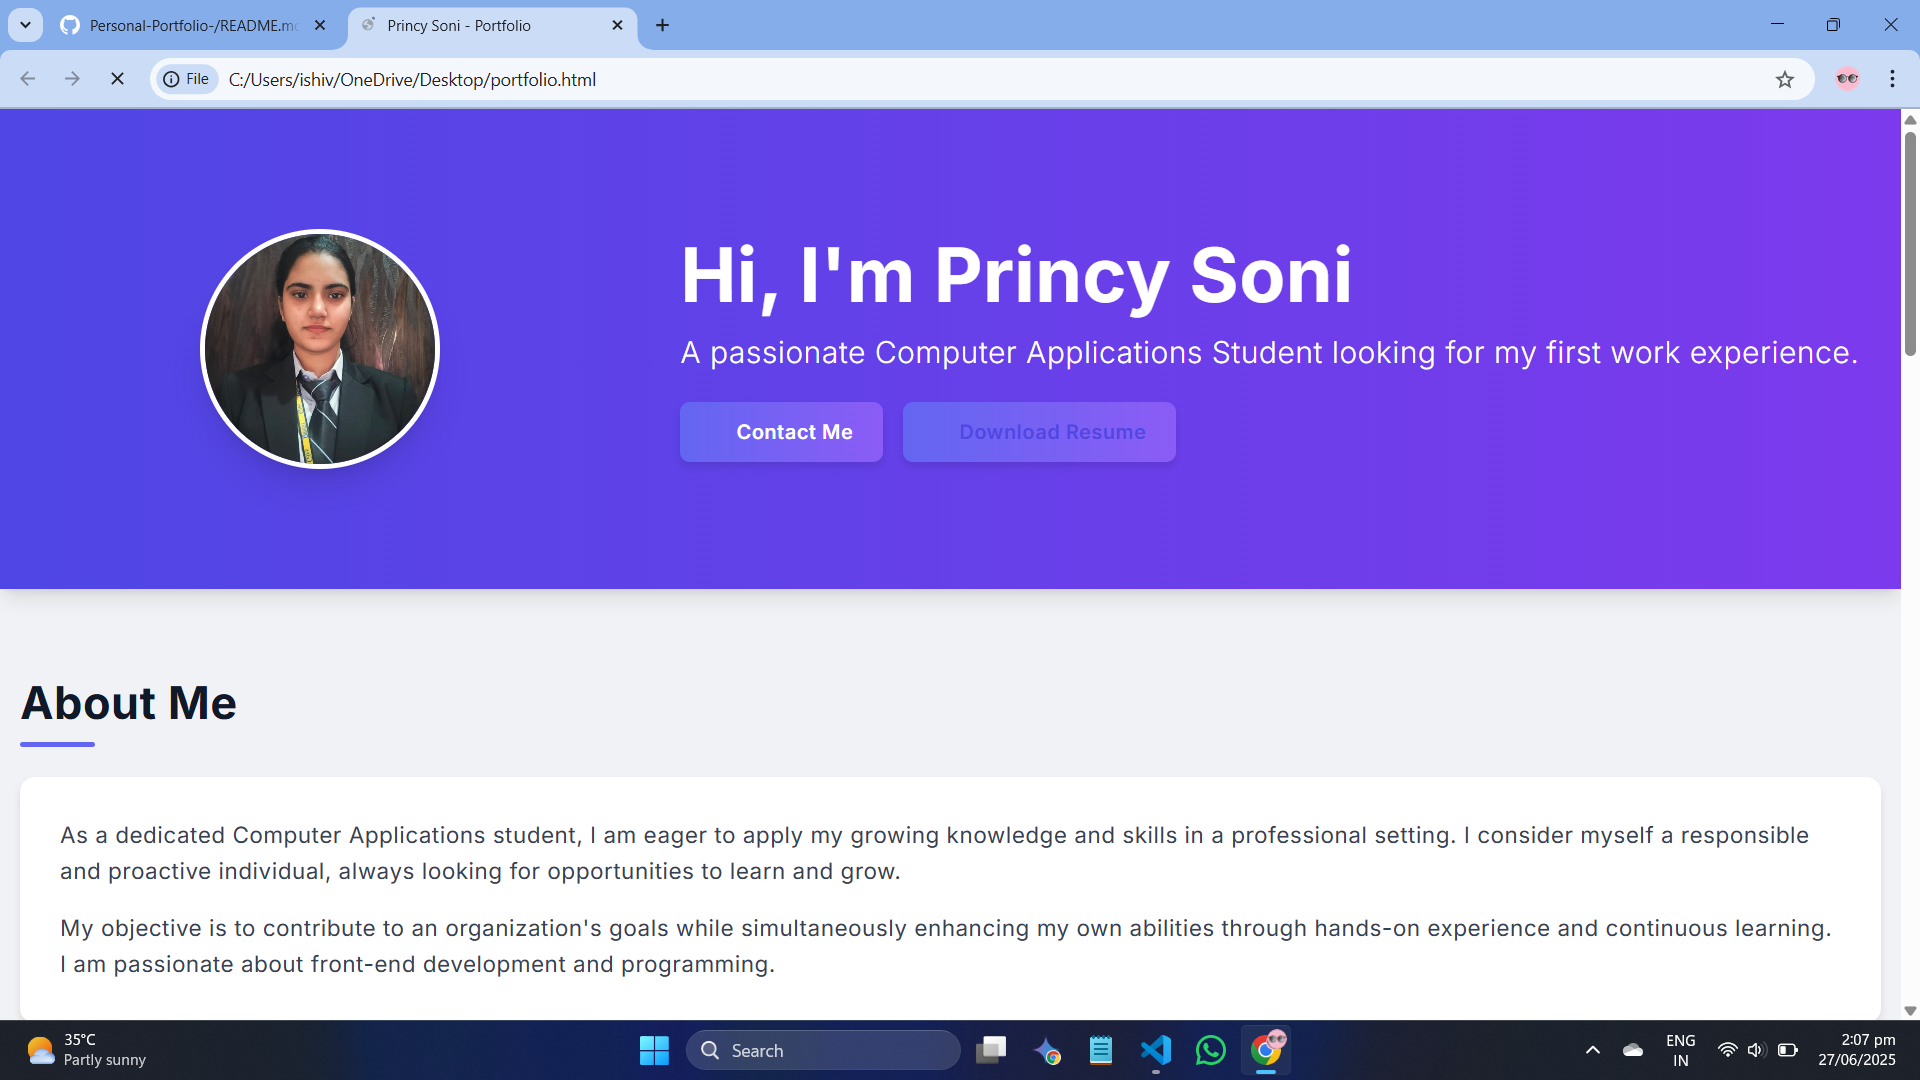 Personal-Portfolio-/README.m
Princy Soni - Portfolio
File
C:/Users/ishiv/OneDrive/Desktop/portfolio.html
Hi, I'm Princy Soni
A passionate Computer Applications Student looking for my first work experience.
Contact Me
Download Resume
About Me
As a dedicated Computer Applications student, I am eager to apply my growing knowledge and skills in a professional setting. I consider myself a responsible
and proactive individual, always looking for opportunities to learn and grow.
My objective is to contribute to an organization's goals while simultaneously enhancing my own abilities through hands-on experience and continuous learning.
I am passionate about front-end development and programming.
35°C
Partly sunny
Search
ENG
IN
2:07 pm
27/06/2025